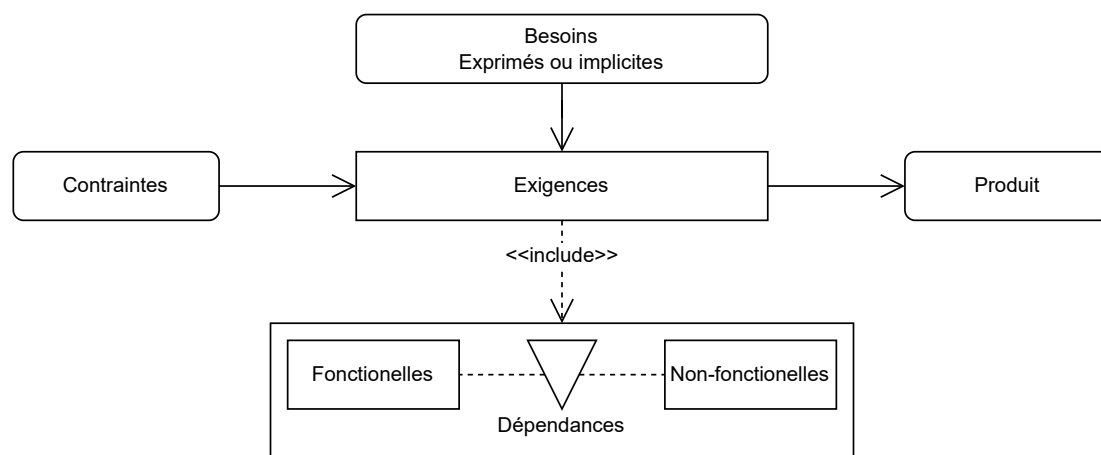 Besoins
Exprimés ou implicites
Contraintes
Exigences
Produit
<<include>>
Fonctionelles
Non-fonctionelles
Dépendances